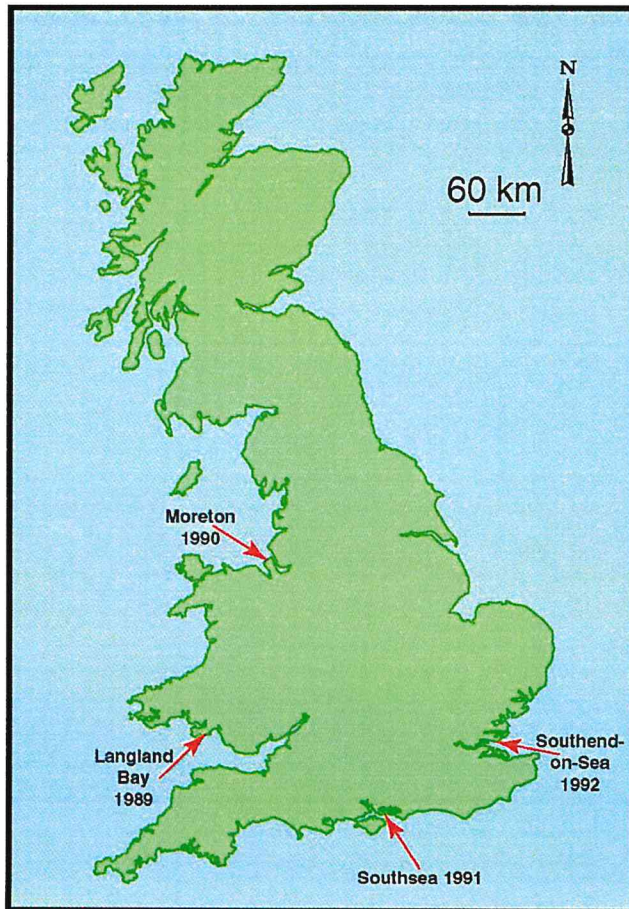 N
60 km
Moreton
1990
Langland
Bay
1989
Southend-
on-Sea
1992
Southsea 1991